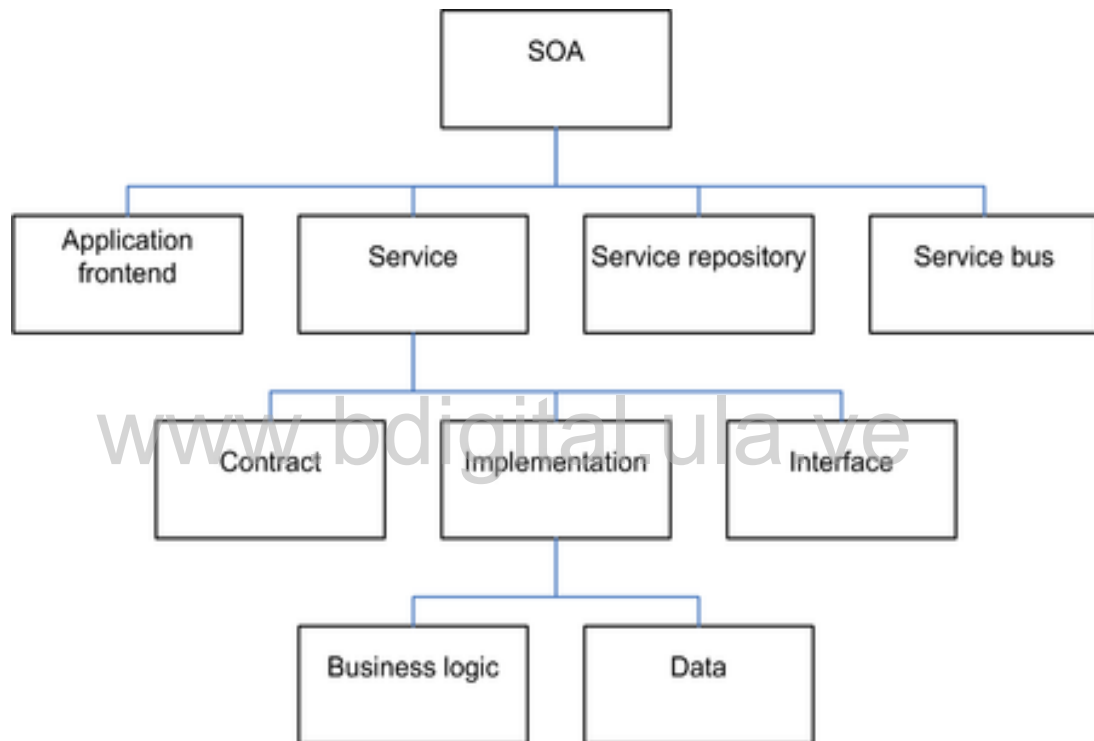 SOA
Application
frontend
Service
Service repository
Service bus
www.bdigital.ula.ve
Contract
Implementation
Interface
Business logic
Data